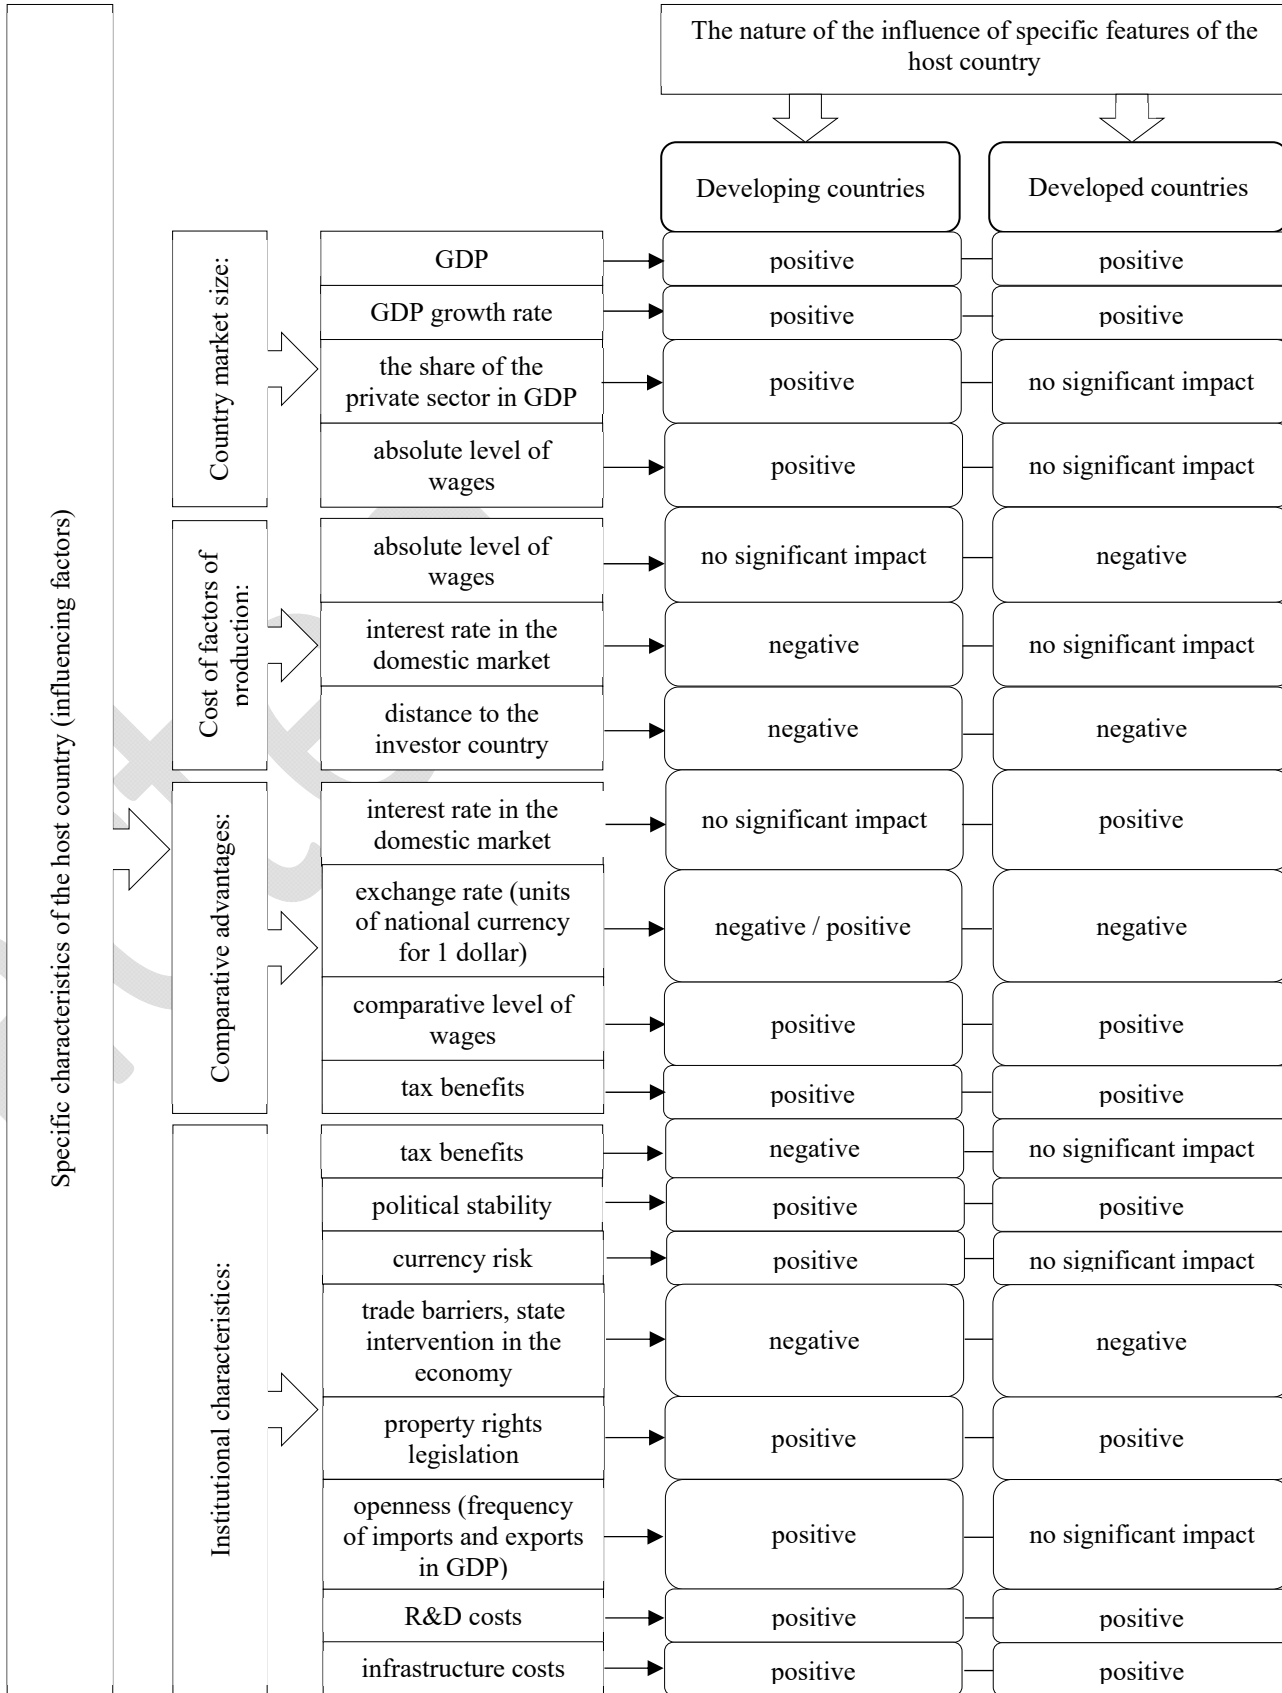 The nature of the influence of specific features of the
host country
Developing countries
Developed countries
Specific characteristics of the host country (influencing factors)
Country market size:
GDP
positive
positive
GDP growth rate
positive
positive
the share of the
private sector in GDP
positive
no significant impact
absolute level of
wages
positive
no significant impact
Cost of factors of
production:
absolute level of
wages
no significant impact
negative
interest rate in the
domestic market
negative
no significant impact
distance to the
investor country
negative
negative
Comparative advantages:
interest rate in the
domestic market
no significant impact
positive
exchange rate (units
of national currency
for 1 dollar)
negative / positive
negative
comparative level of
wages
positive
positive
tax benefits
positive
positive
Institutional characteristics:
tax benefits
negative
no significant impact
political stability
positive
positive
currency risk
positive
no significant impact
trade barriers, state
intervention in the
economy
negative
negative
property rights
legislation
positive
positive
openness (frequency
of imports and exports
in GDP)
positive
no significant impact
R&D costs
positive
positive
infrastructure costs
positive
positive